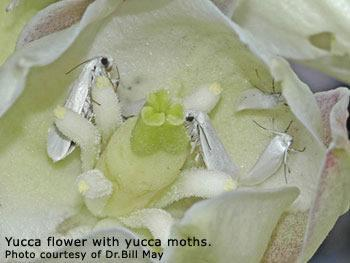 Yucca flower with yucca moths.
Photo courtesy of Dr.Bill May